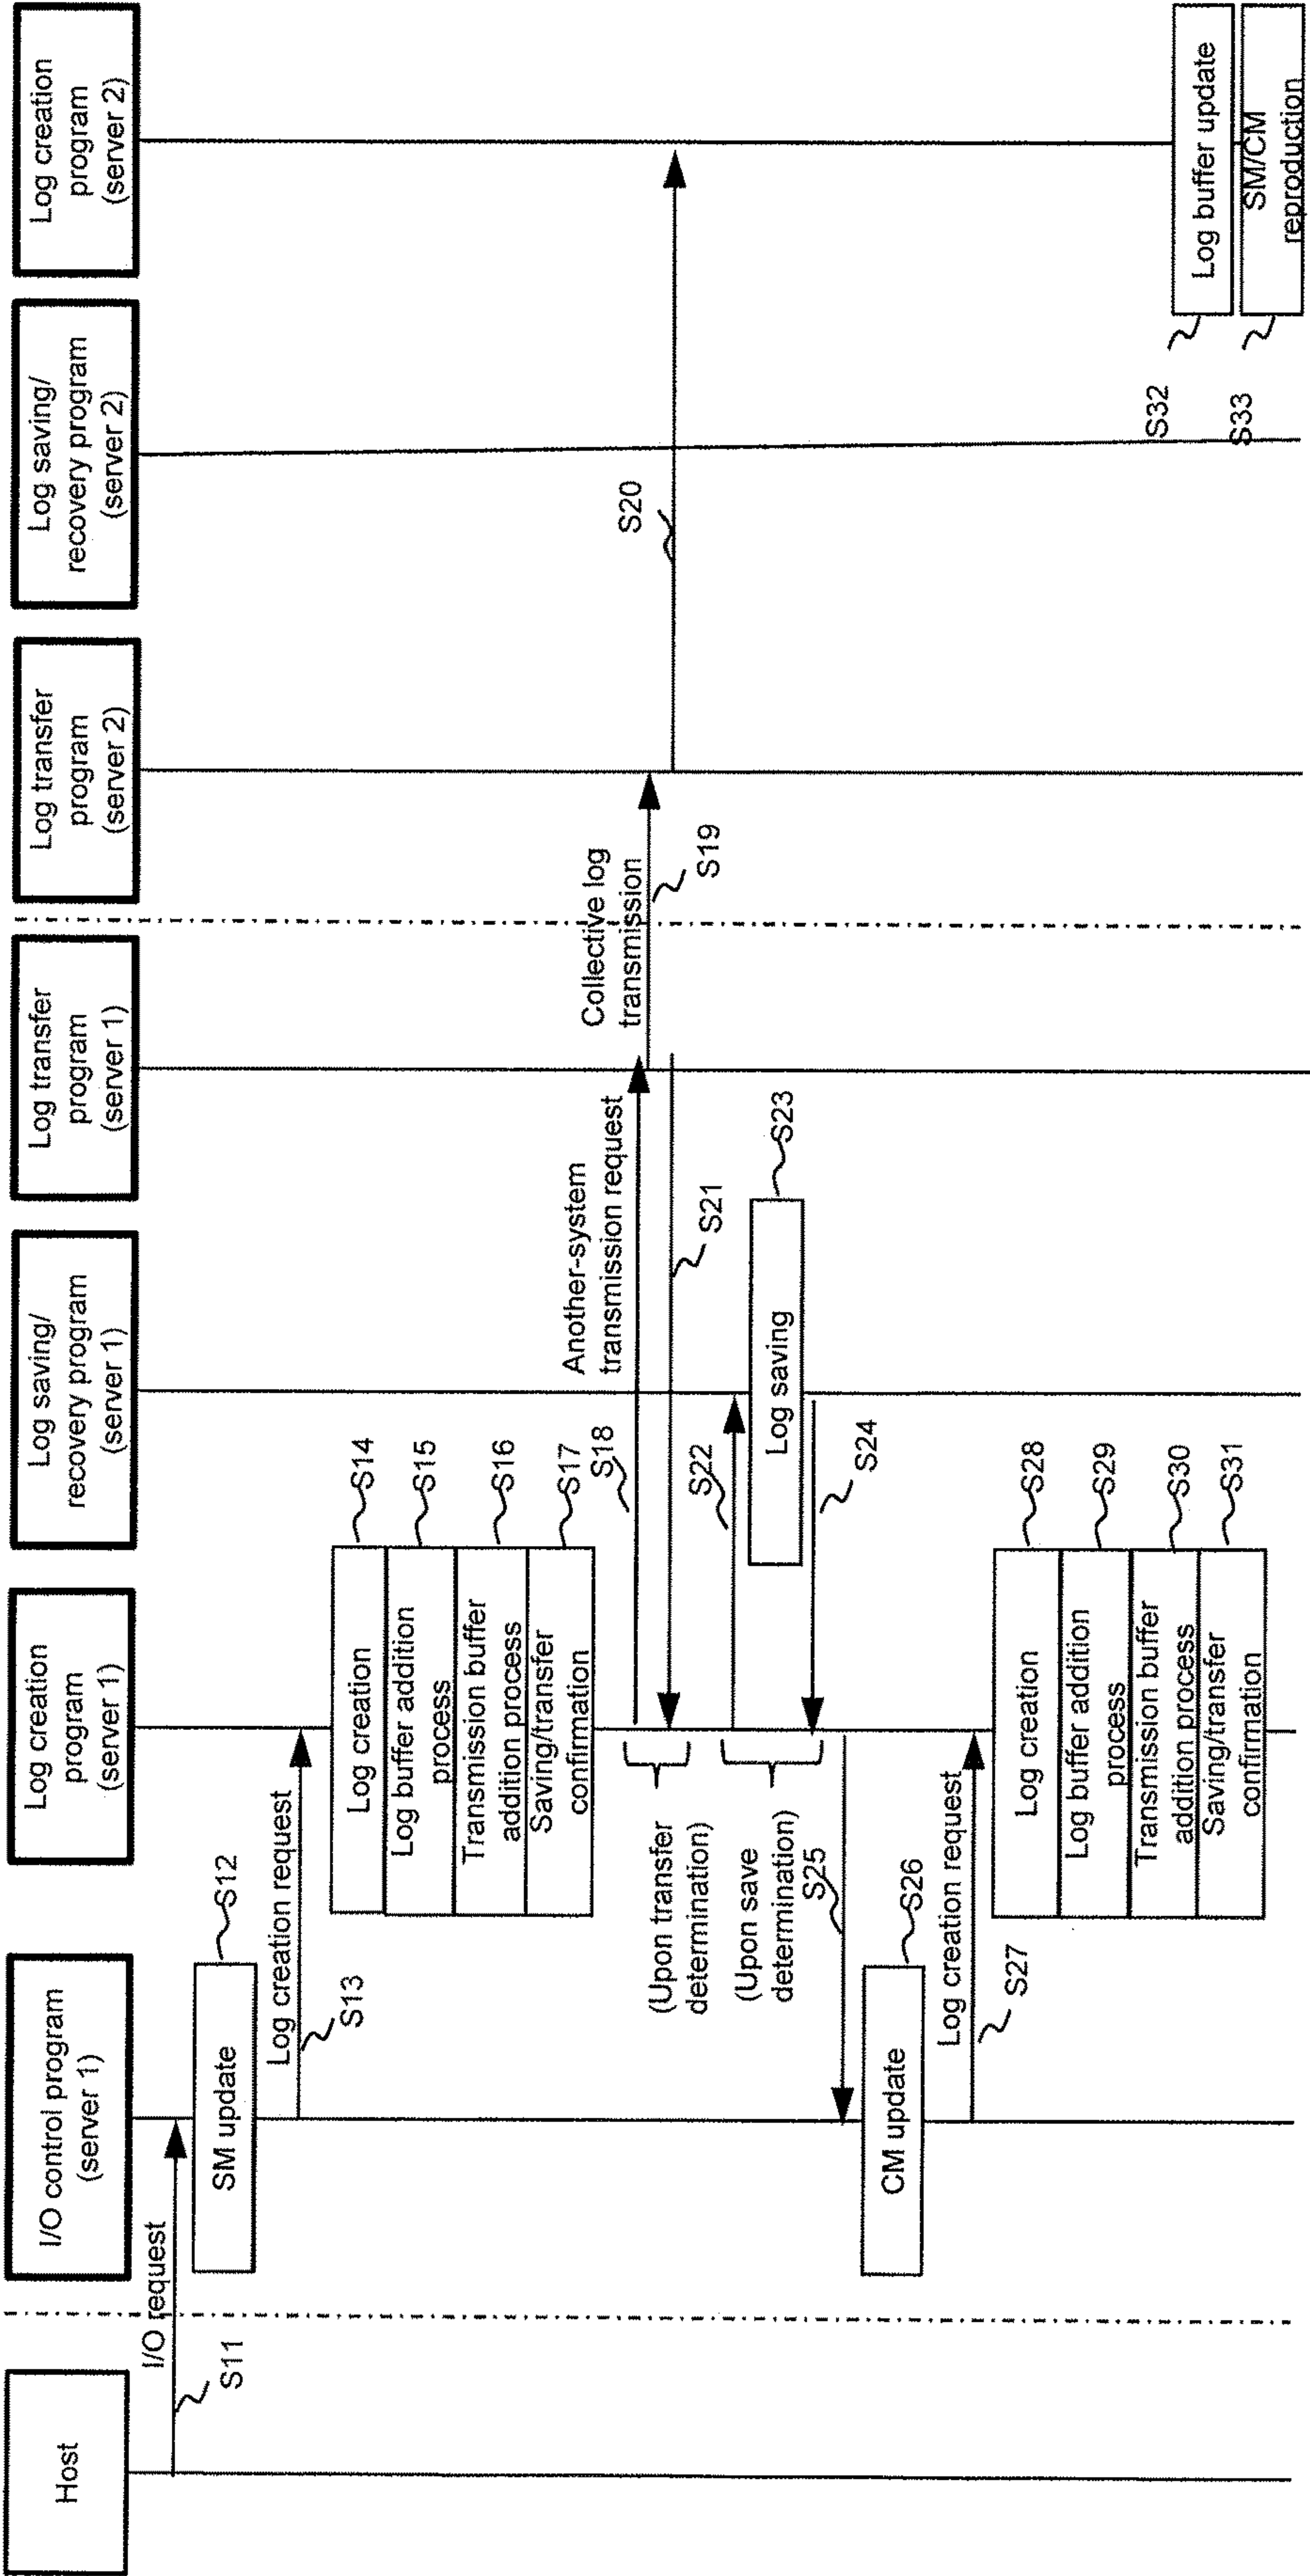 Host
I/O control program
(server 1)
Log creation
program
(server 1)
Log saving/
recovery program
(server 1)
Log transfer
program
(server 1)
Log transfer
program
(server 2)
Log saving/
recovery program
(server 2)
Log creation
program
(server 2)
I/O request
S11
SM update
S12
Log creation request
S13
Log creation
S14
Log buffer addition
process
S15
Transmission buffer
addition process
S16
Saving/transfer
confirmation
S17
S18
Another-system
transmission request
Collective log
transmission
S19
S20
S21
(Upon transfer
determination)
S22
Log saving
S23
S24
(Upon save
determination)
S25
CM update
S26
Log creation request
S27
Log creation
S28
Log buffer addition
process
S29
Transmission buffer
addition process
S30
Saving/transfer
confirmation
S31
Log buffer update
S32
SM/CM
reproduction
S33